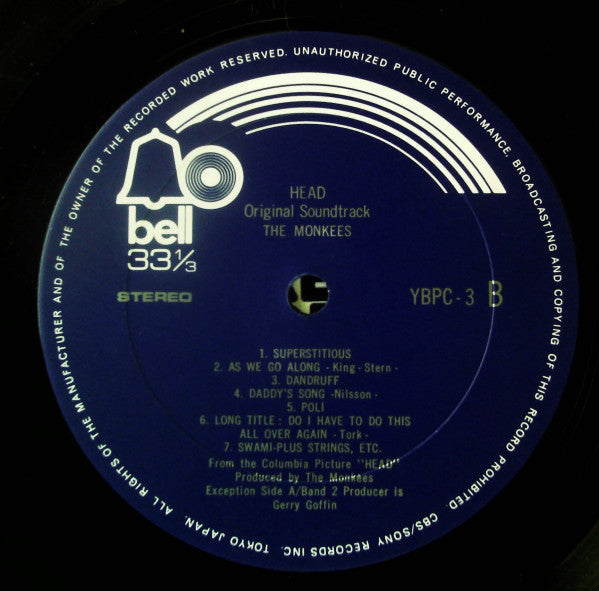 ALL RIGHTS OF THE MANUFACTURER AND OF THE OWNER OF THE RECORDED WORK RESERVED. UNAUTHORIZED PUBLIC PERFORMANCE, BROADCASTING AND COPYING OF THIS RECORD PROHIBITED. CBS/SONY RECORDS INC. TOKYO JAPAN.
bell
33 1/3
STEREO
HEAD
Original Soundtrack
THE MONKEES
YBPC-3 B
1. SUPERSTITIOUS
2. AS WE GO ALONG -King-Stern-
3. DANDRUFF
4. DADDY'S SONG -Nilsson-
5. POLI
6. LONG TITLE: DO I HAVE TO DO THIS
ALL OVER AGAIN -Tork-
7. SWAMI-PLUS STRINGS, ETC.
From the Columbia Picture "HEAD"
Produced by The Monkees
Exception Side A/Band 2 Producer is
Gerry Goffin